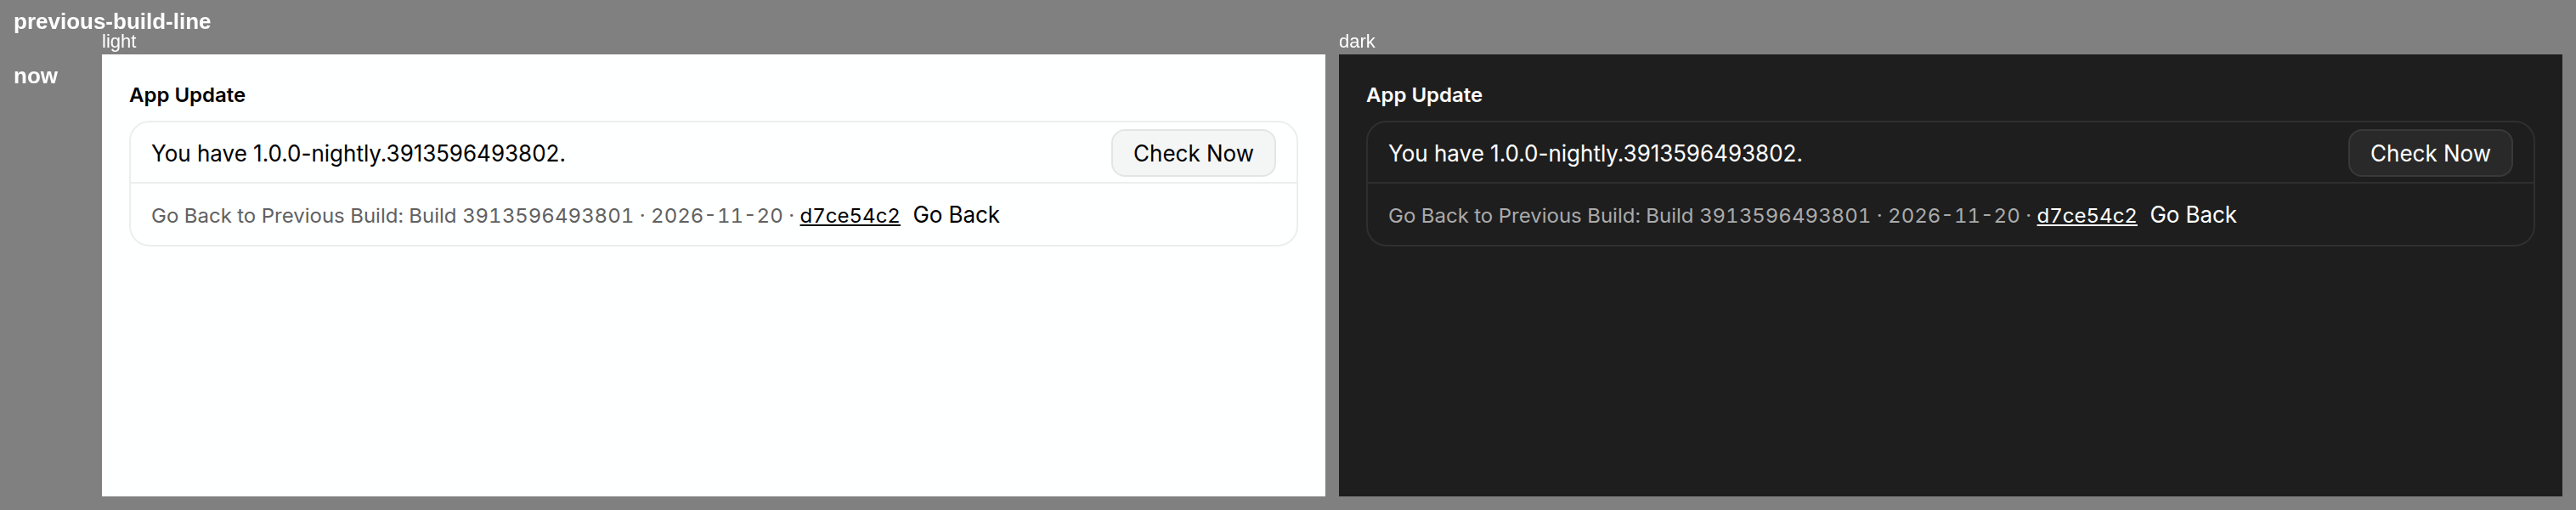 previous-build-line
light
dark
now
App Update
You have 1.0.0-nightly.3913596493802.
Check Now
Go Back to Previous Build: Build 3913596493801 · 2026-11-20 · d7ce54c2 Go Back
App Update
You have 1.0.0-nightly.3913596493802.
Check Now
Go Back to Previous Build: Build 3913596493801 · 2026-11-20 · d7ce54c2 Go Back